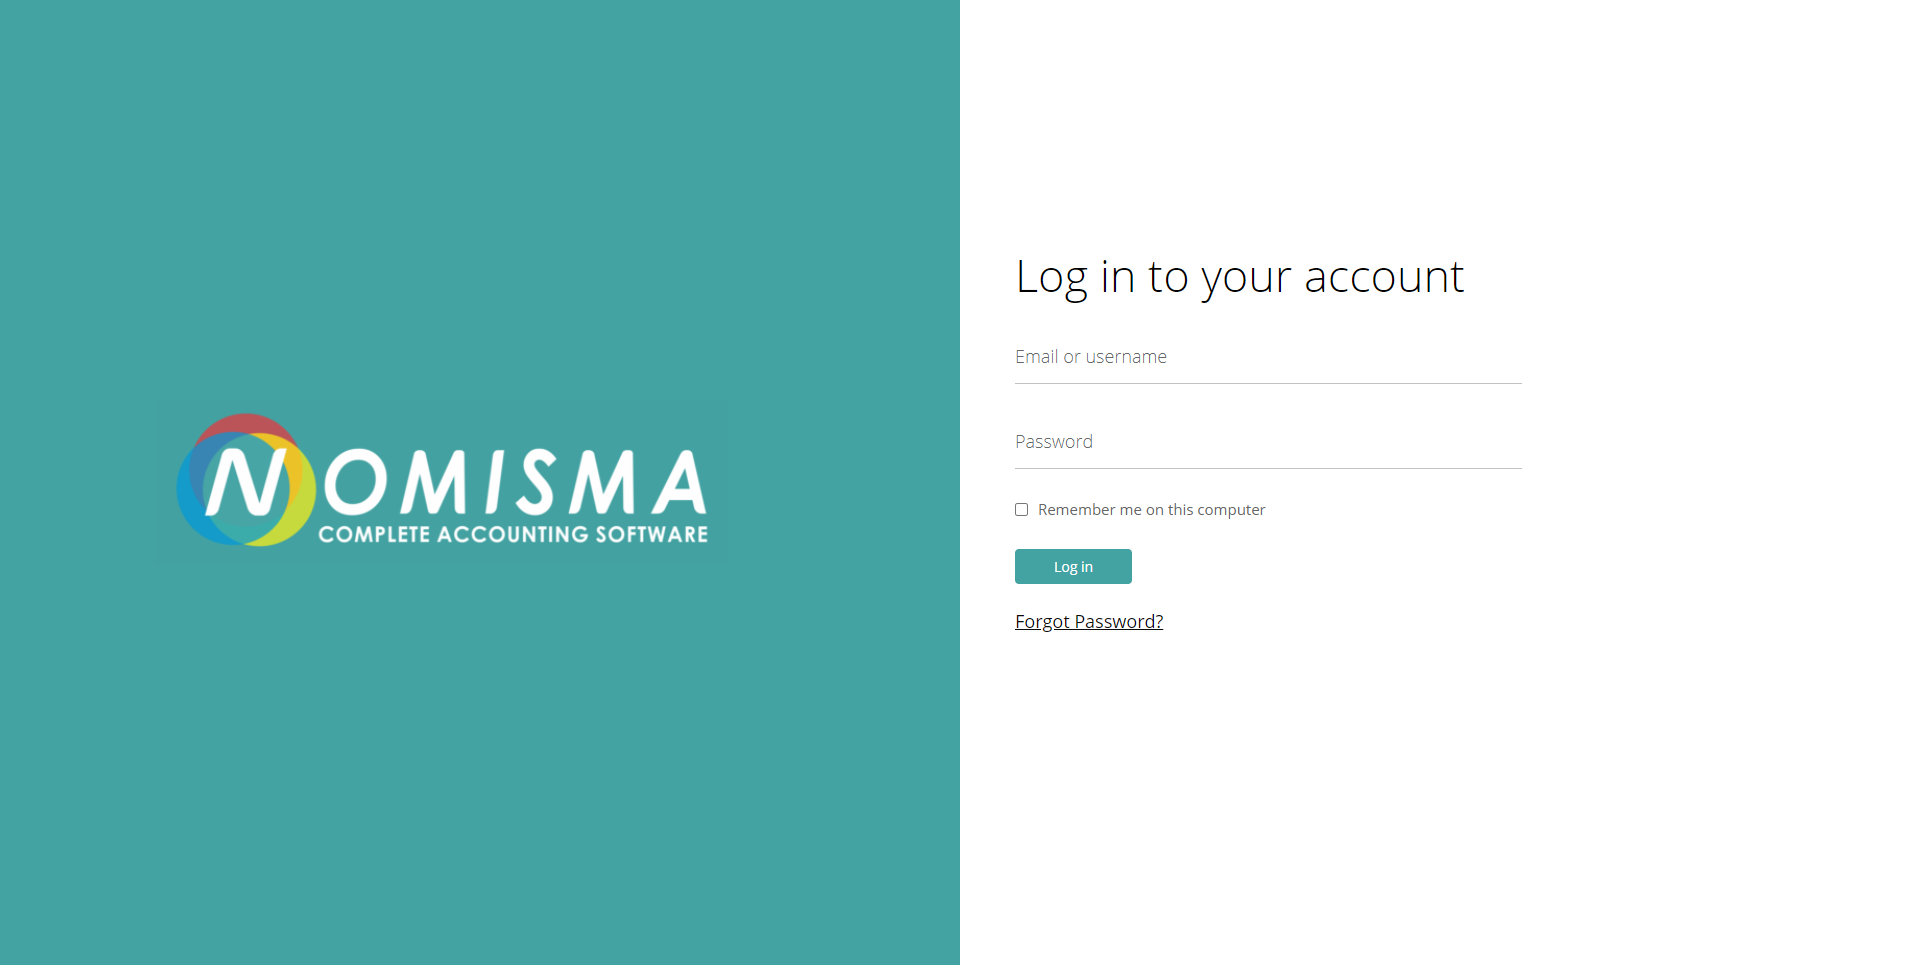 NOMISMA
COMPLETE ACCOUNTING SOFTWARE
Log in to your account
Email or username
Password
Remember me on this computer
Log in
Forgot Password?